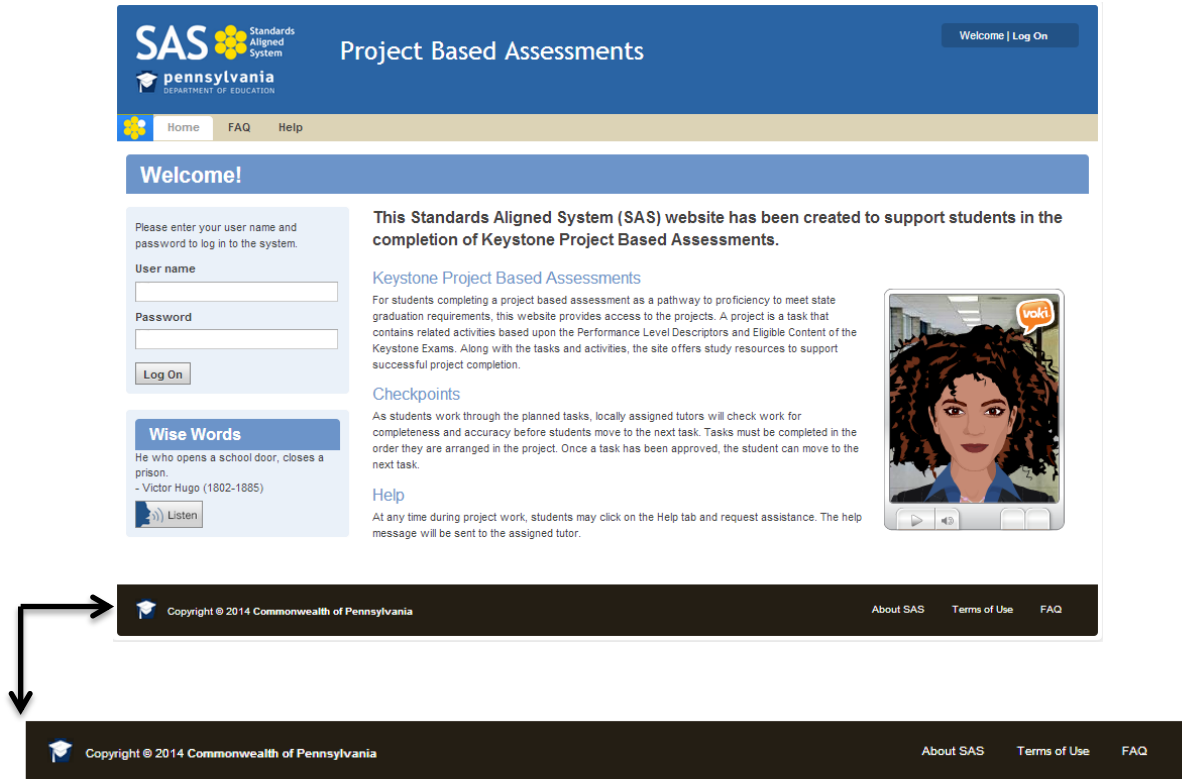 SAS Standards
Aligned
System
pennsylvania
DEPARTMENT OF EDUCATION
Project Based Assessments
Welcome | Log On
Home FAQ Help
Welcome!
Please enter your user name and
password to log in to the system.
User name
Password
Log On
Wise Words
He who opens a school door, closes a
prison.
- Victor Hugo (1802-1885)
Listen
This Standards Aligned System (SAS) website has been created to support students in the
completion of Keystone Project Based Assessments.
Keystone Project Based Assessments
For students completing a project based assessment as a pathway to proficiency to meet state
graduation requirements, this website provides access to the projects. A project is a task that
contains related activities based upon the Performance Level Descriptors and Eligible Content of the
Keystone Exams. Along with the tasks and activities, the site offers study resources to support
successful project completion.
Checkpoints
As students work through the planned tasks, locally assigned tutors will check work for
completeness and accuracy before students move to the next task. Tasks must be completed in the
order they are arranged in the project. Once a task has been approved, the student can move to the
next task.
Help
At any time during project work, students may click on the Help tab and request assistance. The help
message will be sent to the assigned tutor.
voki
Copyright © 2014 Commonwealth of Pennsylvania About SAS Terms of Use FAQ
Copyright © 2014 Commonwealth of Pennsylvania About SAS Terms of Use FAQ